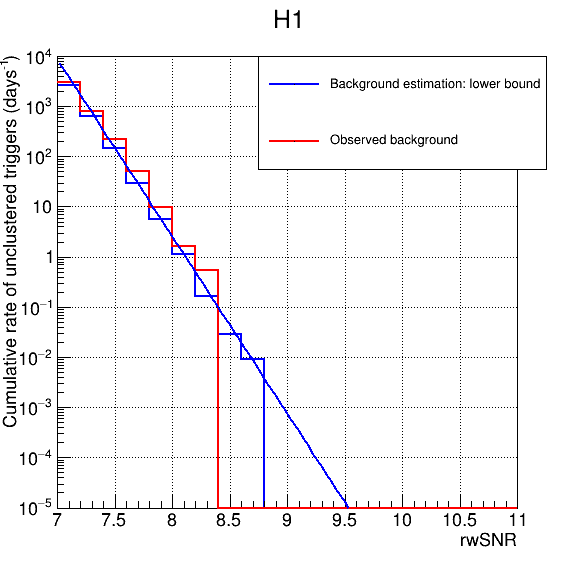 H1
Cumulative rate of unclustered triggers (days⁻¹)
Background estimation: lower bound
Observed background
10⁴
10³
10²
10
1
10⁻¹
10⁻²
10⁻³
10⁻⁴
10⁻⁵
7 7.5 8 8.5 9 9.5 10 10.5 11
rwSNR